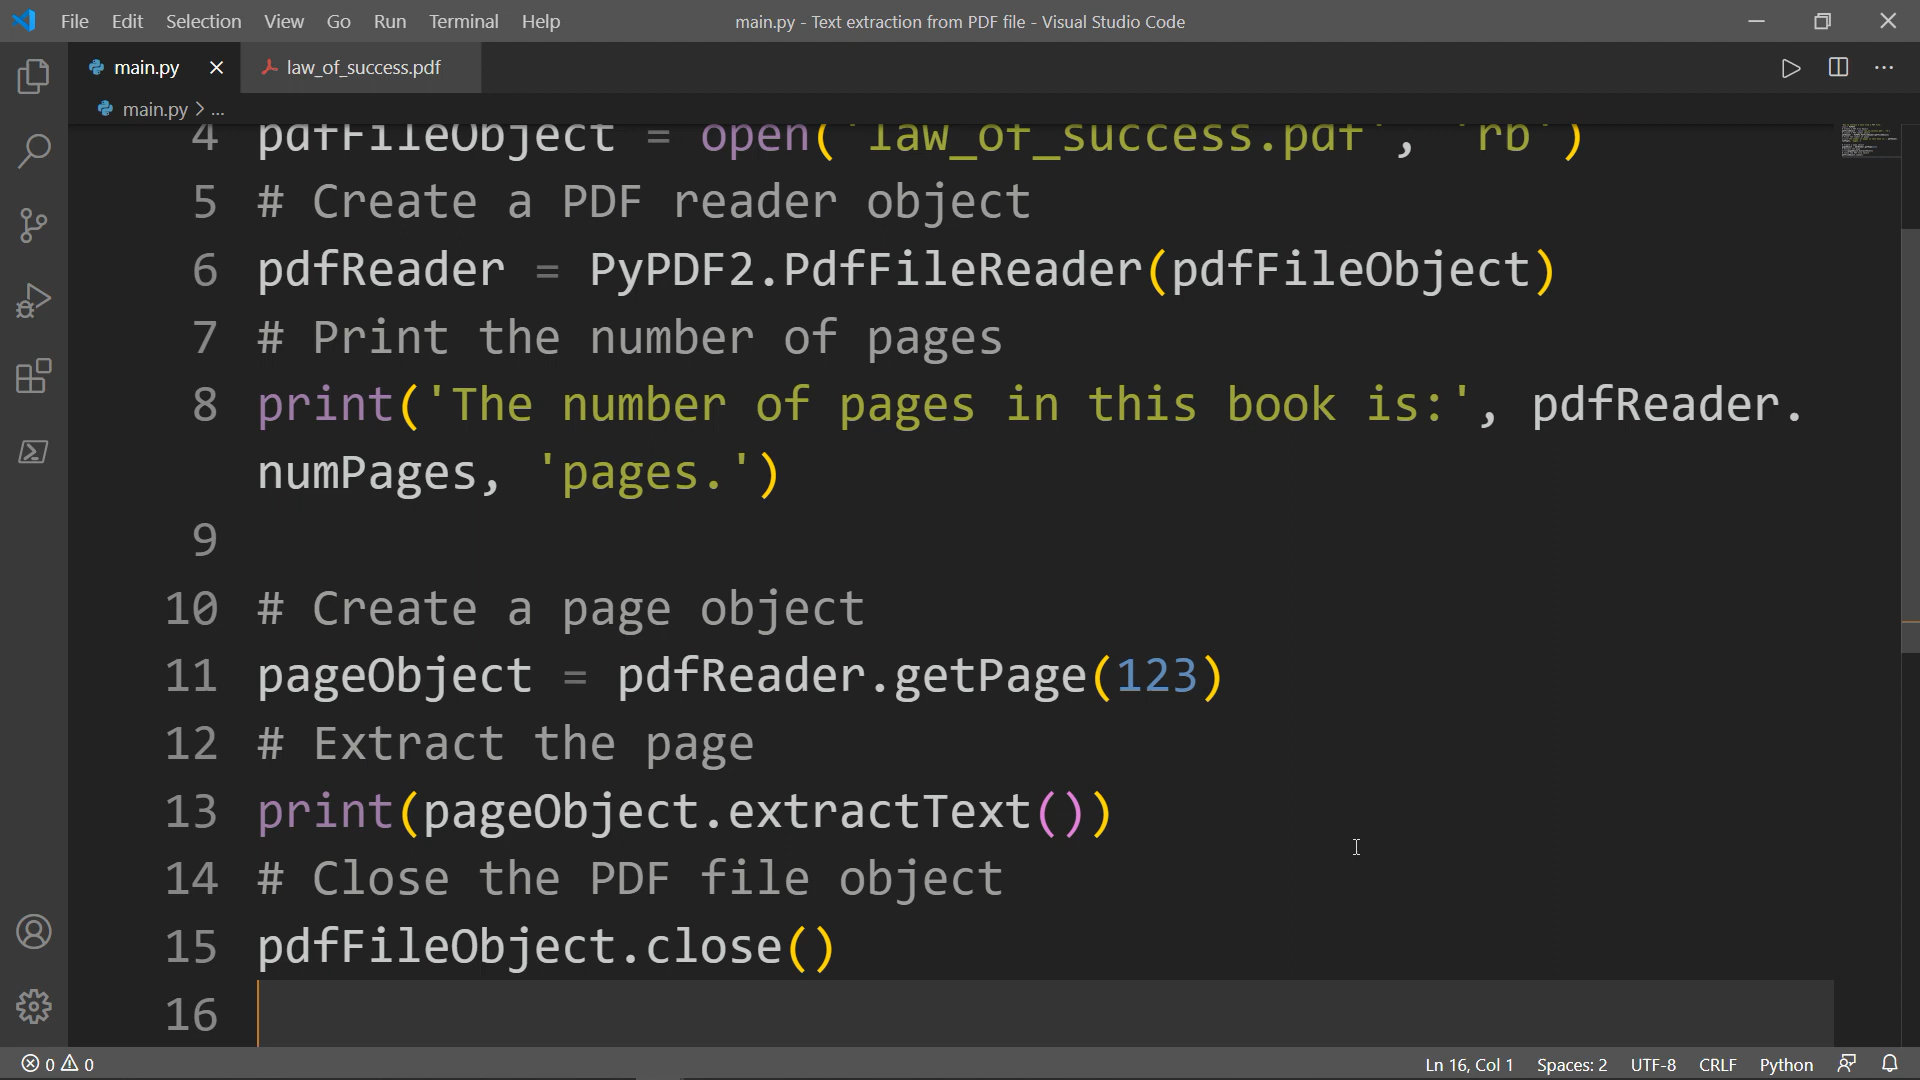 File Edit Selection View Go Run Terminal Help main.py - Text extraction from PDF file - Visual Studio Code
main.py law_of_success.pdf
main.py > ...
4 pdfFileObject = open('law_of_success.pdf', 'rb')
5 # Create a PDF reader object
6 pdfReader = PyPDF2.PdfFileReader(pdfFileObject)
7 # Print the number of pages
8 print('The number of pages in this book is:', pdfReader.
numPages, 'pages.')
9
10 # Create a page object
11 pageObject = pdfReader.getPage(123)
12 # Extract the page
13 print(pageObject.extractText())
14 # Close the PDF file object
15 pdfFileObject.close()
16
0 0 Ln 16, Col 1 Spaces: 2 UTF-8 CRLF Python